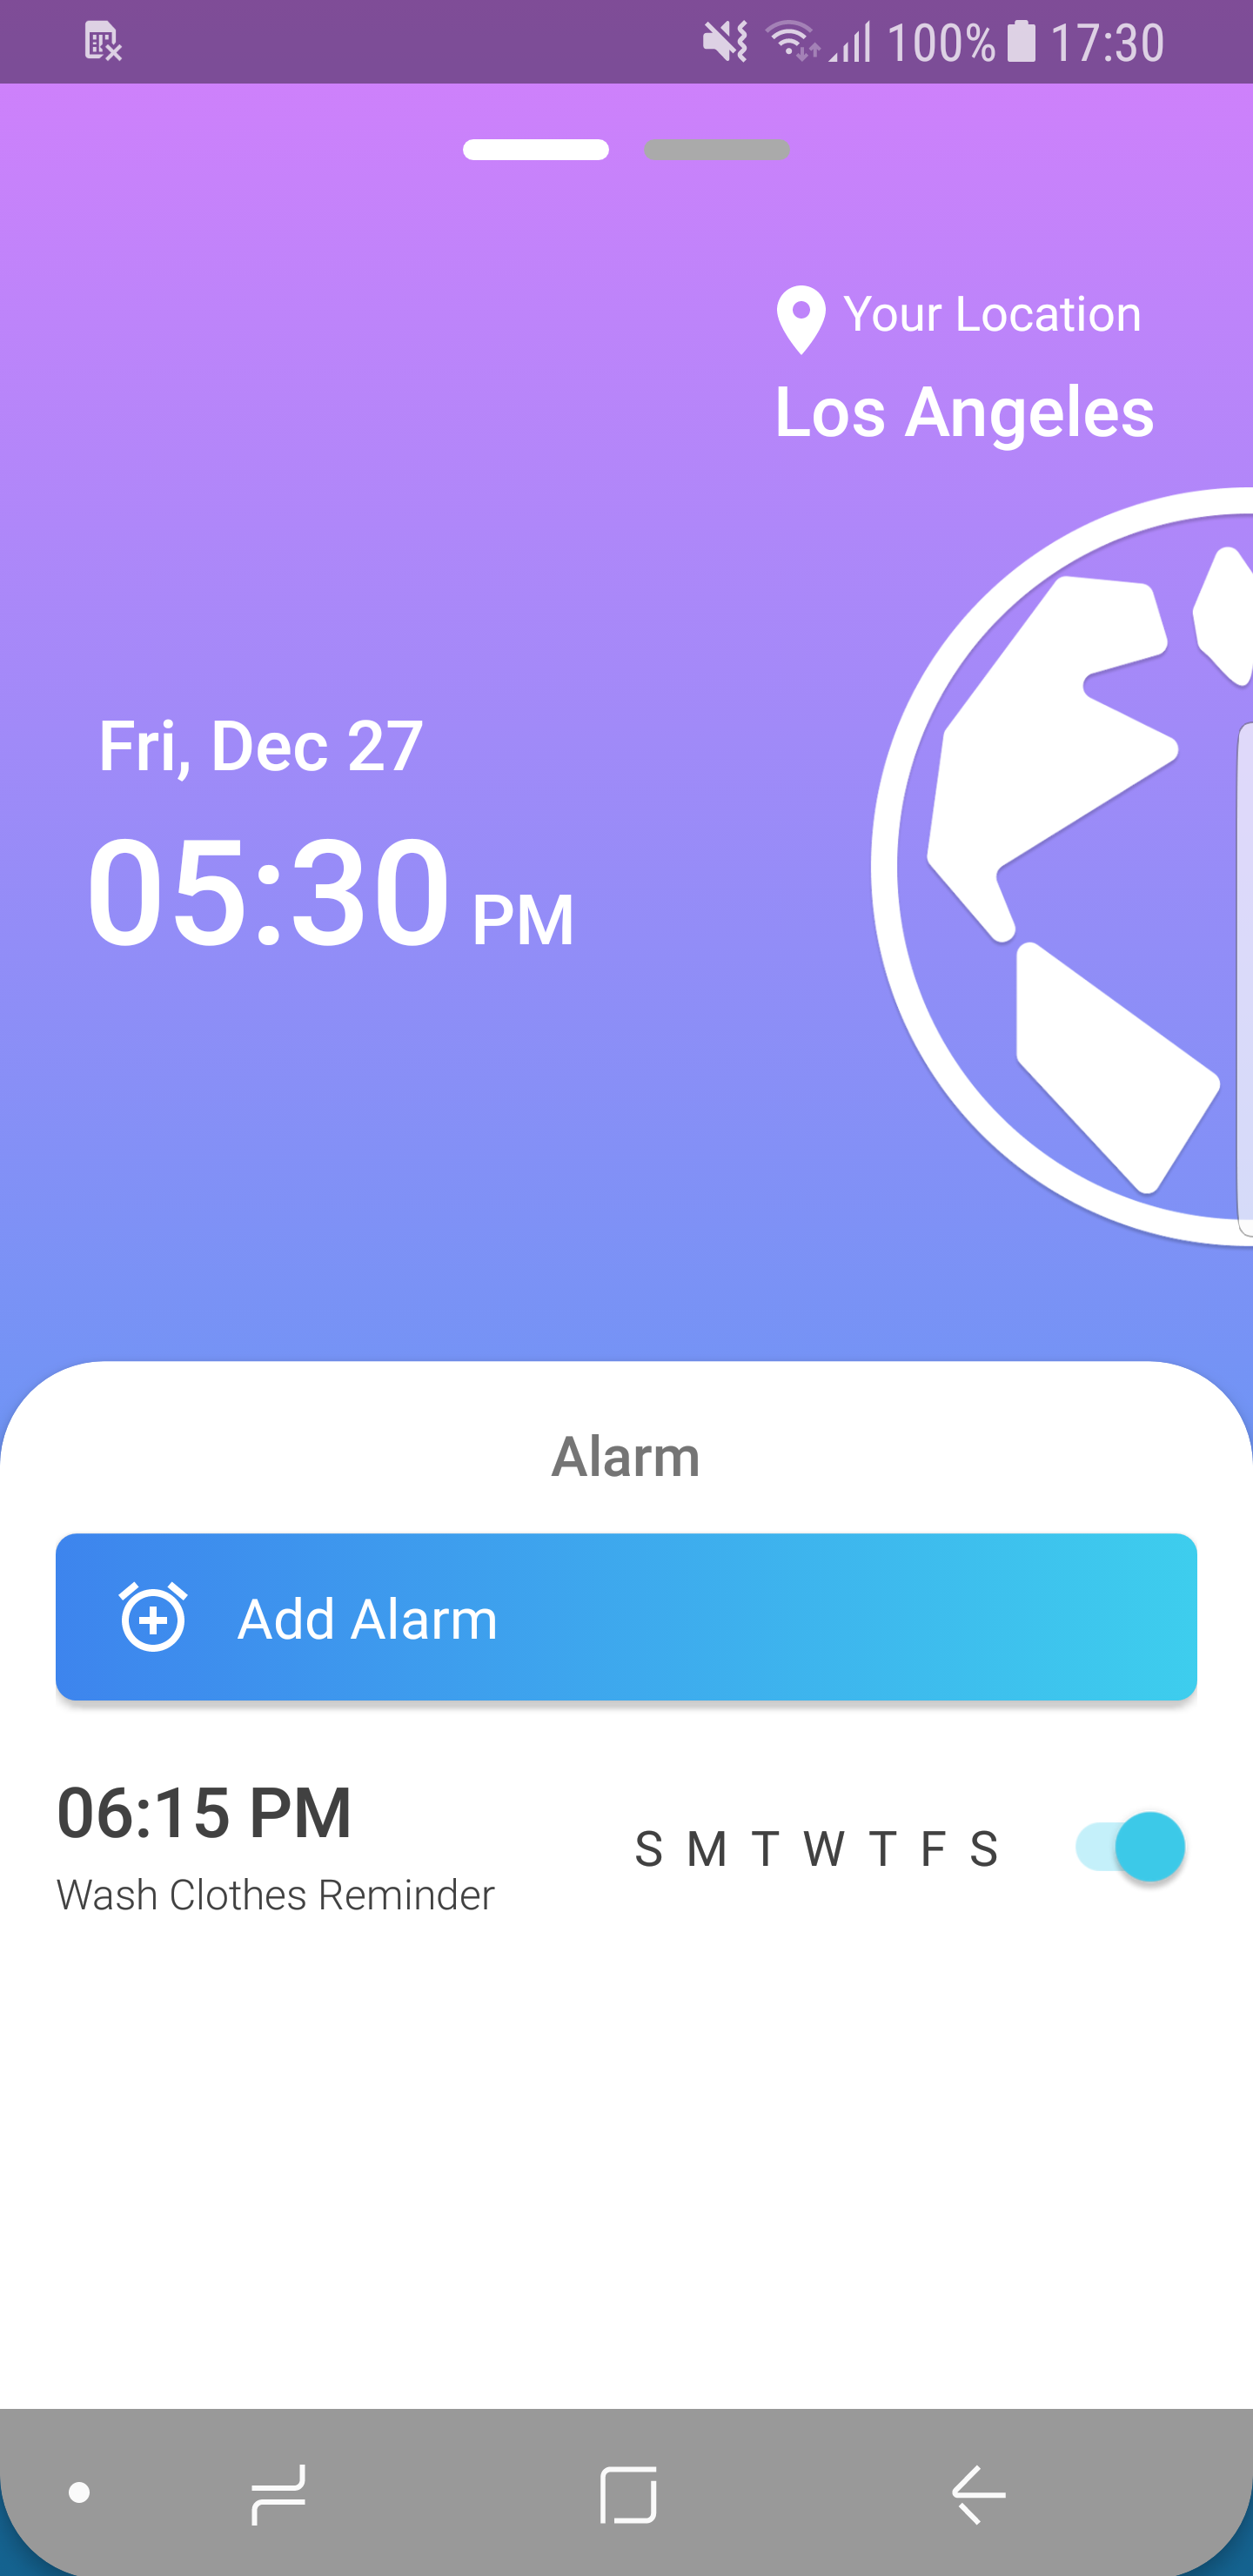 100% 17:30
Your Location
Los Angeles
Fri, Dec 27
05:30 PM
Alarm
Add Alarm
06:15 PM
S M T W T F S
Wash Clothes Reminder